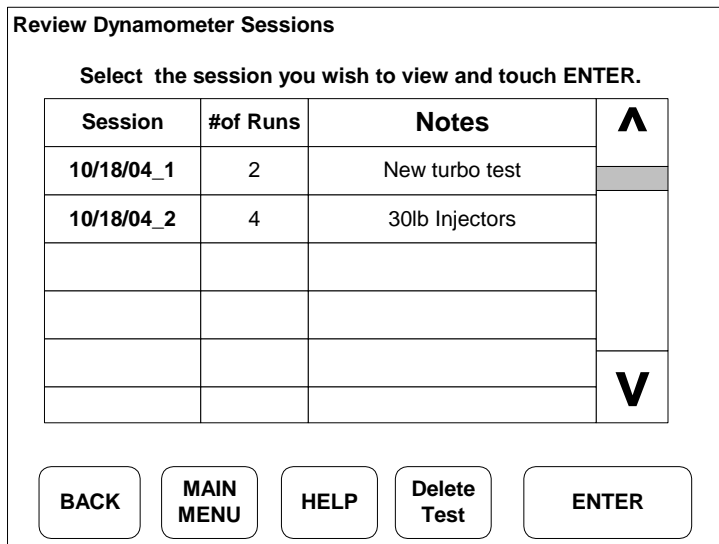 Review Dynamometer Sessions
Select the session you wish to view and touch ENTER.
Session #of Runs Notes
10/18/04_1 2 New turbo test
10/18/04_2 4 30lb Injectors
BACK MAIN MENU HELP Delete Test ENTER